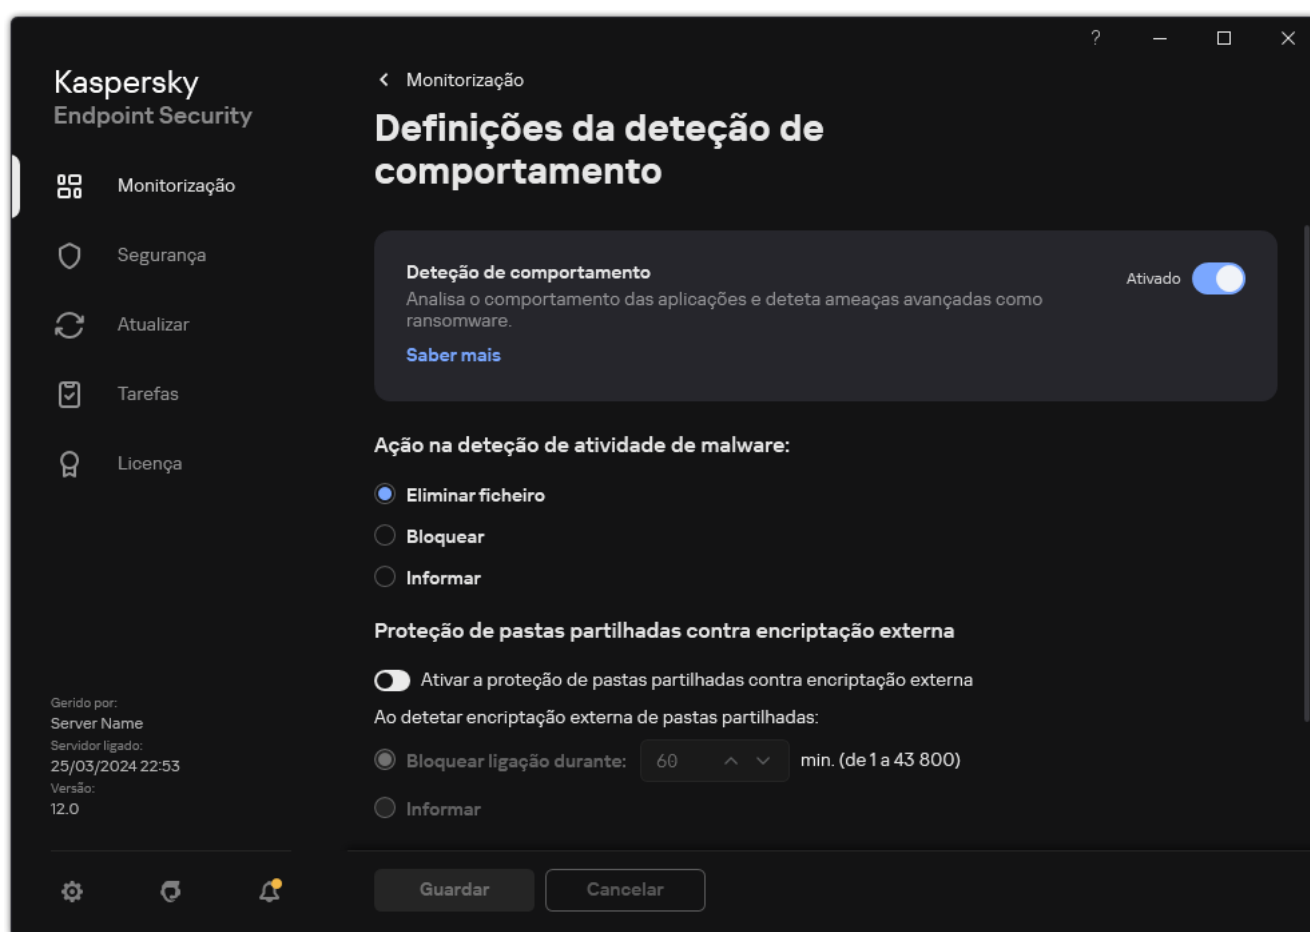 ?
Kaspersky
Endpoint Security
Monitorização
Segurança
Atualizar
Tarefas
Licença
Gerido por:
Server Name
Servidor ligado:
25/03/2024 22:53
Versão:
12.0
Monitorização
Definições da deteção de
comportamento
Deteção de comportamento
Ativado
Analisa o comportamento das aplicações e deteta ameaças avançadas como
ransomware.
Saber mais
Ação na deteção de atividade de malware:
Eliminar ficheiro
Bloquear
Informar
Proteção de pastas partilhadas contra encriptação externa
Ativar a proteção de pastas partilhadas contra encriptação externa
Ao detetar encriptação externa de pastas partilhadas:
Bloquear ligação durante: 60 min. (de 1 a 43 800)
Informar
Guardar Cancelar